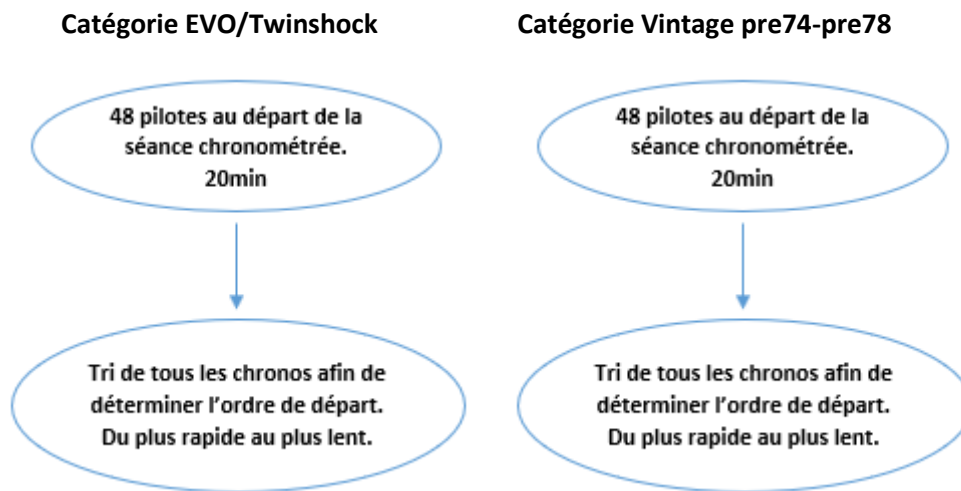 Catégorie EVO/Twinshock
48 pilotes au départ de la
séance chronométrée.
20min
Tri de tous les chronos afin de
déterminer l’ordre de départ.
Du plus rapide au plus lent.
Catégorie Vintage pre74-pre78
48 pilotes au départ de la
séance chronométrée.
20min
Tri de tous les chronos afin de
déterminer l’ordre de départ.
Du plus rapide au plus lent.